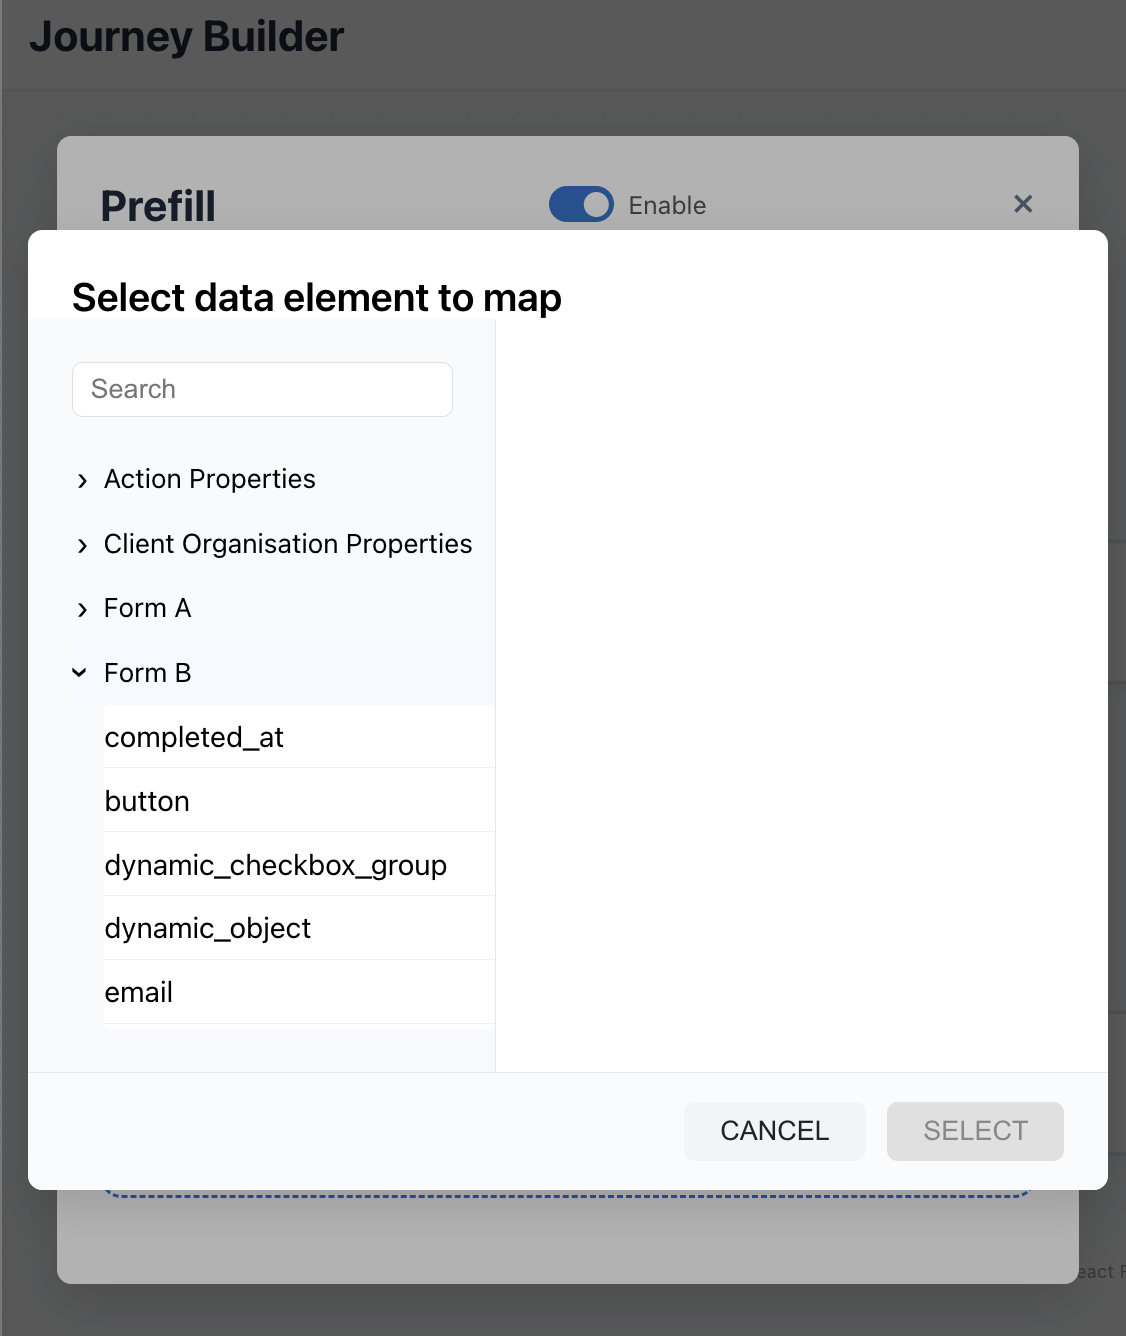 Journey Builder
Prefill
Enable
Select data element to map
Search
Action Properties
Client Organisation Properties
Form A
Form B
completed_at
button
dynamic_checkbox_group
dynamic_object
email
CANCEL
SELECT